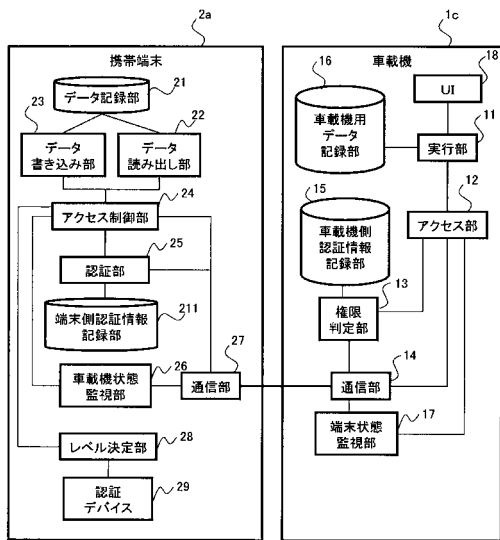 2a
携帯端末
21
データ記録部
23
データ
書き込み部
22
データ
読み出し部
24
アクセス制御部
25
認証部
端末側認証情報
記録部
211
26
車載機状態
監視部
27
通信部
28
レベル決定部
29
認証
デバイス
1c
車載機
16
車載機用
データ
記録部
18
UI
11
実行部
15
車載機側
認証情報
記録部
12
アクセス部
13
権限
判定部
14
通信部
17
端末状態
監視部